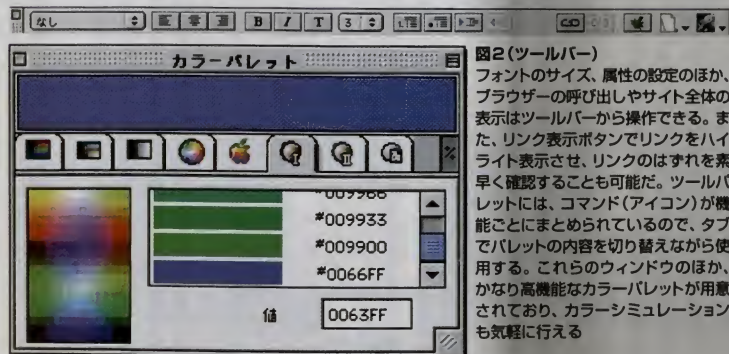 なし
B I T 3
カラーパレット
#009966
#009933
#009900
#0066FF
値 0063FF
図2(ツールバー)
フォントのサイズ、属性の設定のほか、
ブラウザーの呼び出しやサイト全体の
表示はツールバーから操作できる。ま
た、リンク表示ボタンでリンクをハイ
ライト表示させ、リンクのはずれを素
早く確認することも可能だ。ツールパ
レットには、コマンド(アイコン)が機
能ごとにまとめられているので、タブ
でパレットの内容を切り替えながら使
用する。これらのウィンドウのほか、
かなり高機能なカラーパレットが用意
されており、カラーシミュレーション
も気軽に行える